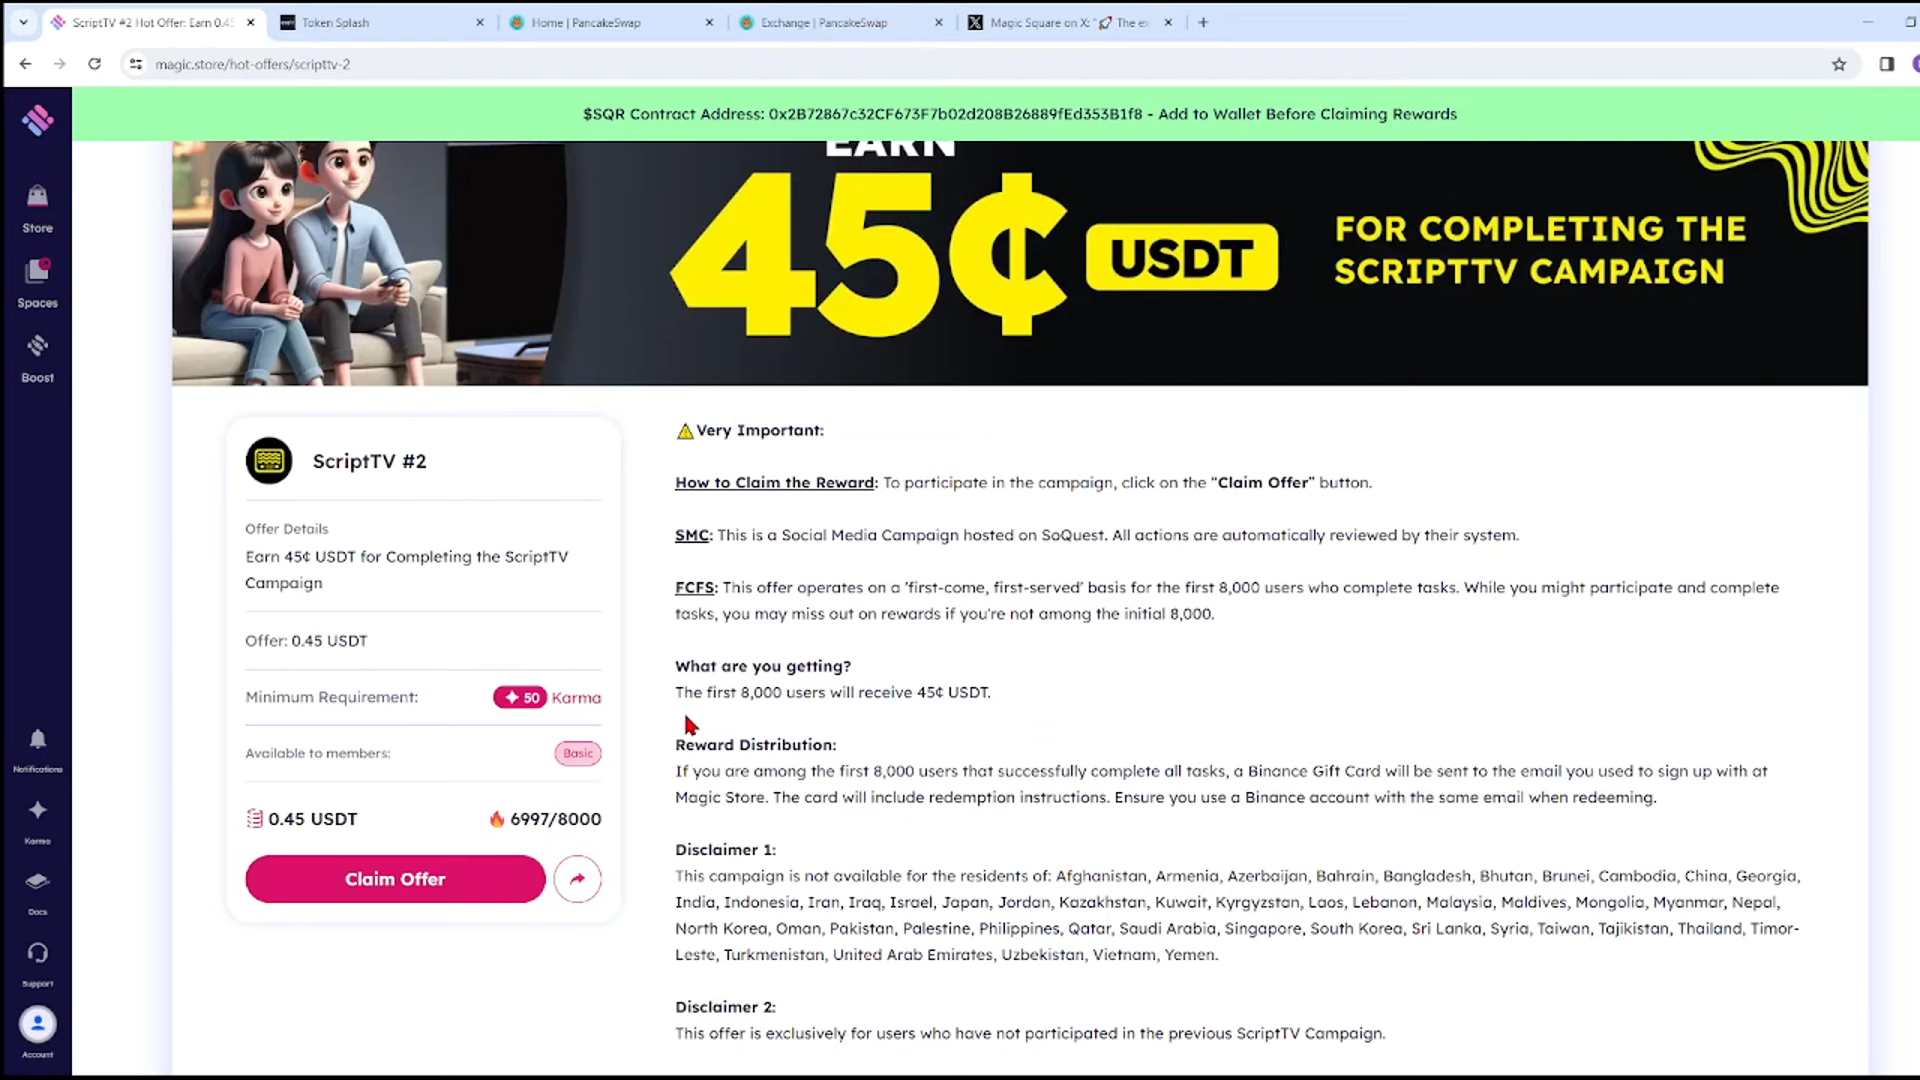 ScriptTV #2 Hot Offer: Earn 0.45
Token Splash
Home | PancakeSwap
Exchange | PancakeSwap
Magic Square on X: "🚀 The ex
magic.store/hot-offers/scripttv-2
$SQR Contract Address: 0x2B72867c32CF673F7b02d208B26889fEd353B1f8 - Add to Wallet Before Claiming Rewards
Store
Spaces
Boost
Notifications
Karma
Docs
Support
Account
EARN
45¢ USDT
FOR COMPLETING THE
SCRIPTTV CAMPAIGN
ScriptTV #2
Offer Details
Earn 45¢ USDT for Completing the ScriptTV
Campaign
Offer: 0.45 USDT
Minimum Requirement: 50 Karma
Available to members: Basic
0.45 USDT 6997/8000
Claim Offer
⚠Very Important:
How to Claim the Reward: To participate in the campaign, click on the “Claim Offer” button.
SMC: This is a Social Media Campaign hosted on SoQuest. All actions are automatically reviewed by their system.
FCFS: This offer operates on a 'first-come, first-served' basis for the first 8,000 users who complete tasks. While you might participate and complete
tasks, you may miss out on rewards if you're not among the initial 8,000.
What are you getting?
The first 8,000 users will receive 45¢ USDT.
Reward Distribution:
If you are among the first 8,000 users that successfully complete all tasks, a Binance Gift Card will be sent to the email you used to sign up with at
Magic Store. The card will include redemption instructions. Ensure you use a Binance account with the same email when redeeming.
Disclaimer 1:
This campaign is not available for the residents of: Afghanistan, Armenia, Azerbaijan, Bahrain, Bangladesh, Bhutan, Brunei, Cambodia, China, Georgia,
India, Indonesia, Iran, Iraq, Israel, Japan, Jordan, Kazakhstan, Kuwait, Kyrgyzstan, Laos, Lebanon, Malaysia, Maldives, Mongolia, Myanmar, Nepal,
North Korea, Oman, Pakistan, Palestine, Philippines, Qatar, Saudi Arabia, Singapore, South Korea, Sri Lanka, Syria, Taiwan, Tajikistan, Thailand, Timor-
Leste, Turkmenistan, United Arab Emirates, Uzbekistan, Vietnam, Yemen.
Disclaimer 2:
This offer is exclusively for users who have not participated in the previous ScriptTV Campaign.